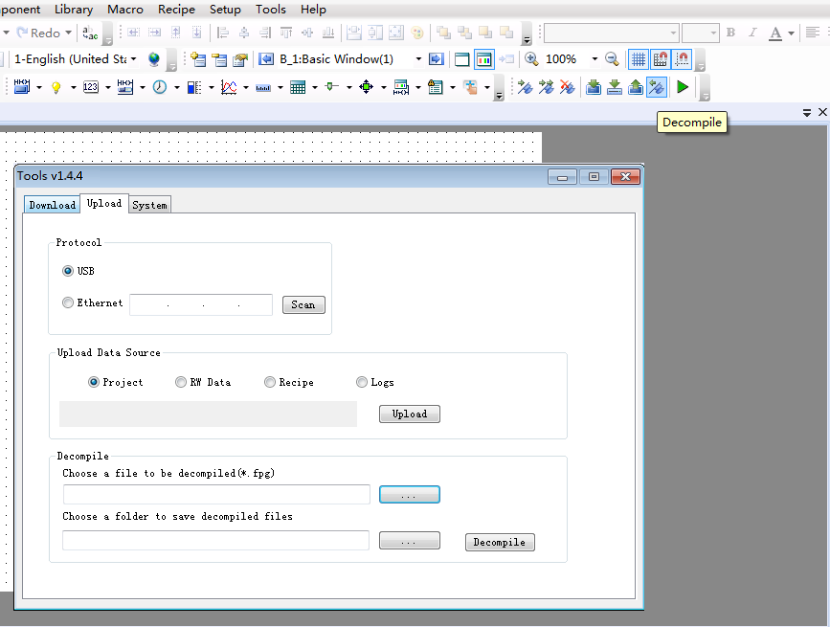 ponent Library Macro Recipe Setup Tools Help
Redo
1-English (United St: B_1:Basic Window(1) 100%
123
Decompile
Tools v1.4.4
Download Upload System
Protocol
USB
Ethernet . . . Scan
Upload Data Source
Project RW Data Recipe Logs
Upload
Decompile
Choose a file to be decompiled(*.fpg)
...
Choose a folder to save decompiled files
... Decompile